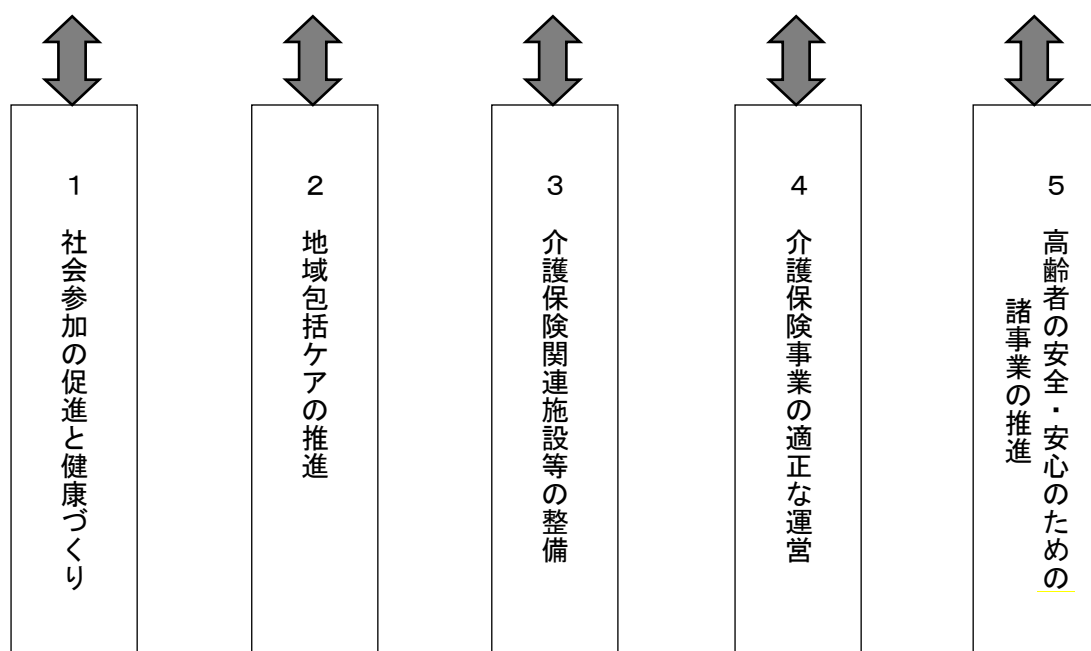 １　社会参加の促進と健康づくり
２　地域包括ケアの推進
３　介護保険関連施設等の整備
４　介護保険事業の適正な運営
５　高齢者の安全・安心のための
諸事業の推進